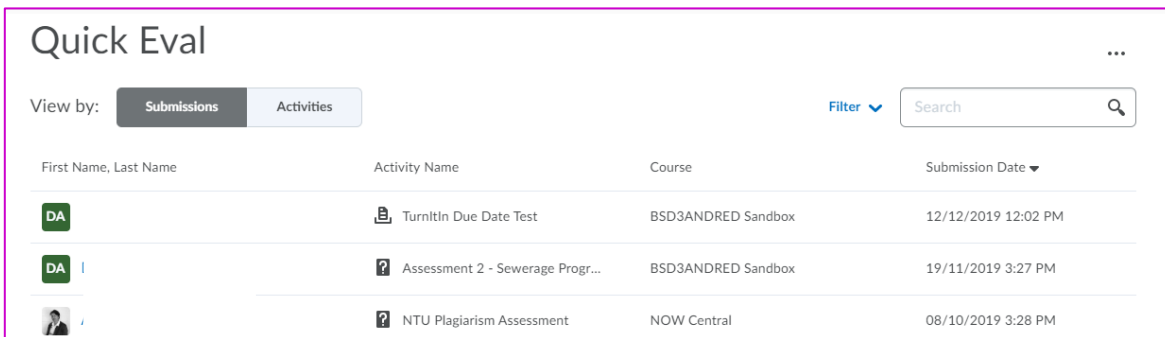 Quick Eval
...
View by: Submissions Activities Filter Search
First Name, Last Name Activity Name Course Submission Date
DA TurnItIn Due Date Test BSD3ANDRED Sandbox 12/12/2019 12:02 PM
DA Assessment 2 - Sewerage Progr... BSD3ANDRED Sandbox 19/11/2019 3:27 PM
NTU Plagiarism Assessment NOW Central 08/10/2019 3:28 PM